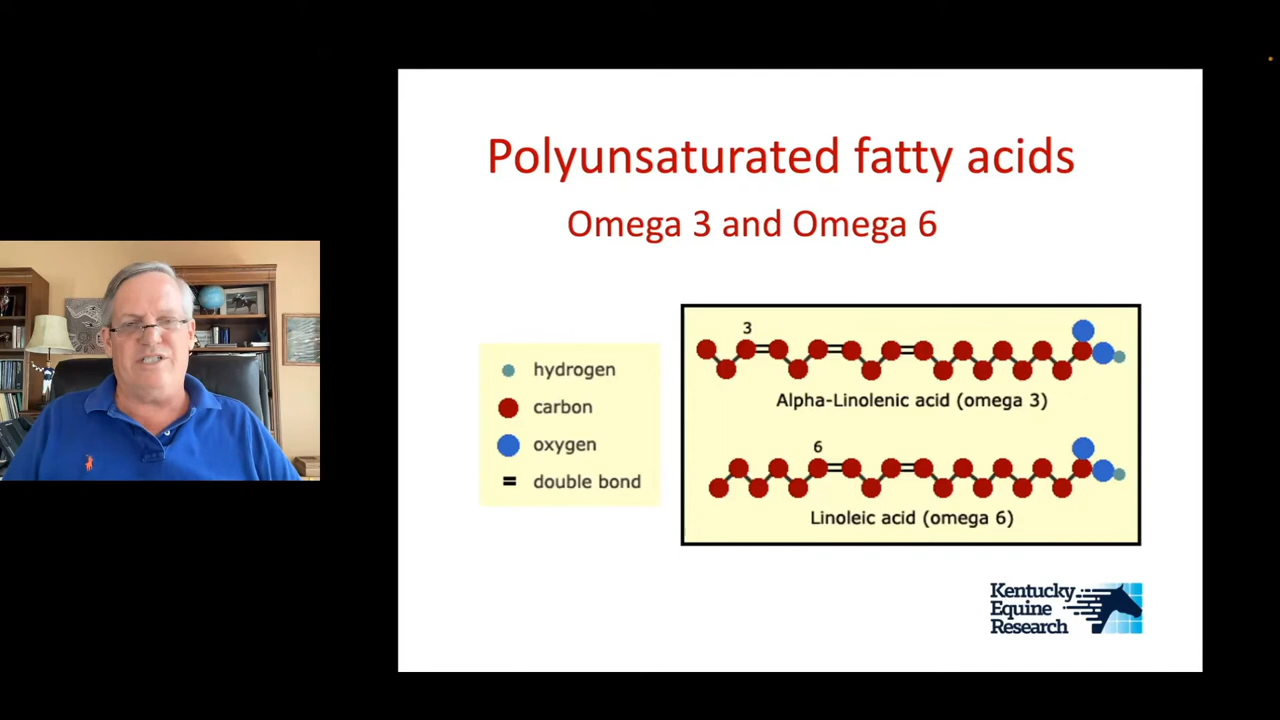 Polyunsaturated fatty acids
Omega 3 and Omega 6
hydrogen
carbon
oxygen
double bond
3
Alpha-Linolenic acid (omega 3)
6
Linoleic acid (omega 6)
Kentucky
Equine
Research